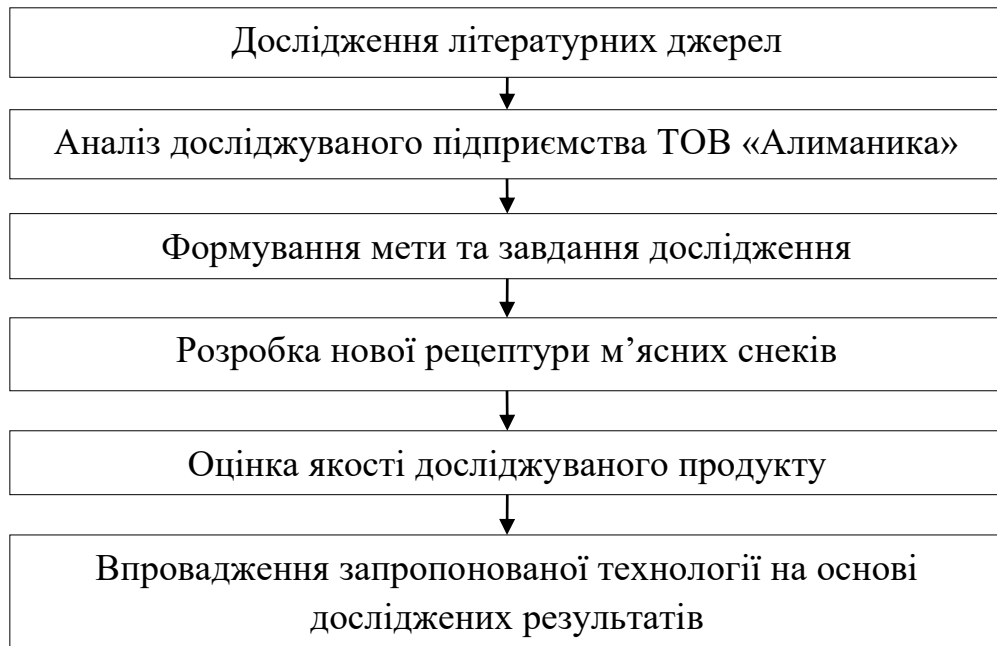 Дослідження літературних джерел
Аналіз досліджуваного підприємства ТОВ «Алиманика»
Формування мети та завдання дослідження
Розробка нової рецептури м’ясних снеків
Оцінка якості досліджуваного продукту
Впровадження запропонованої технології на основі
досліджених результатів